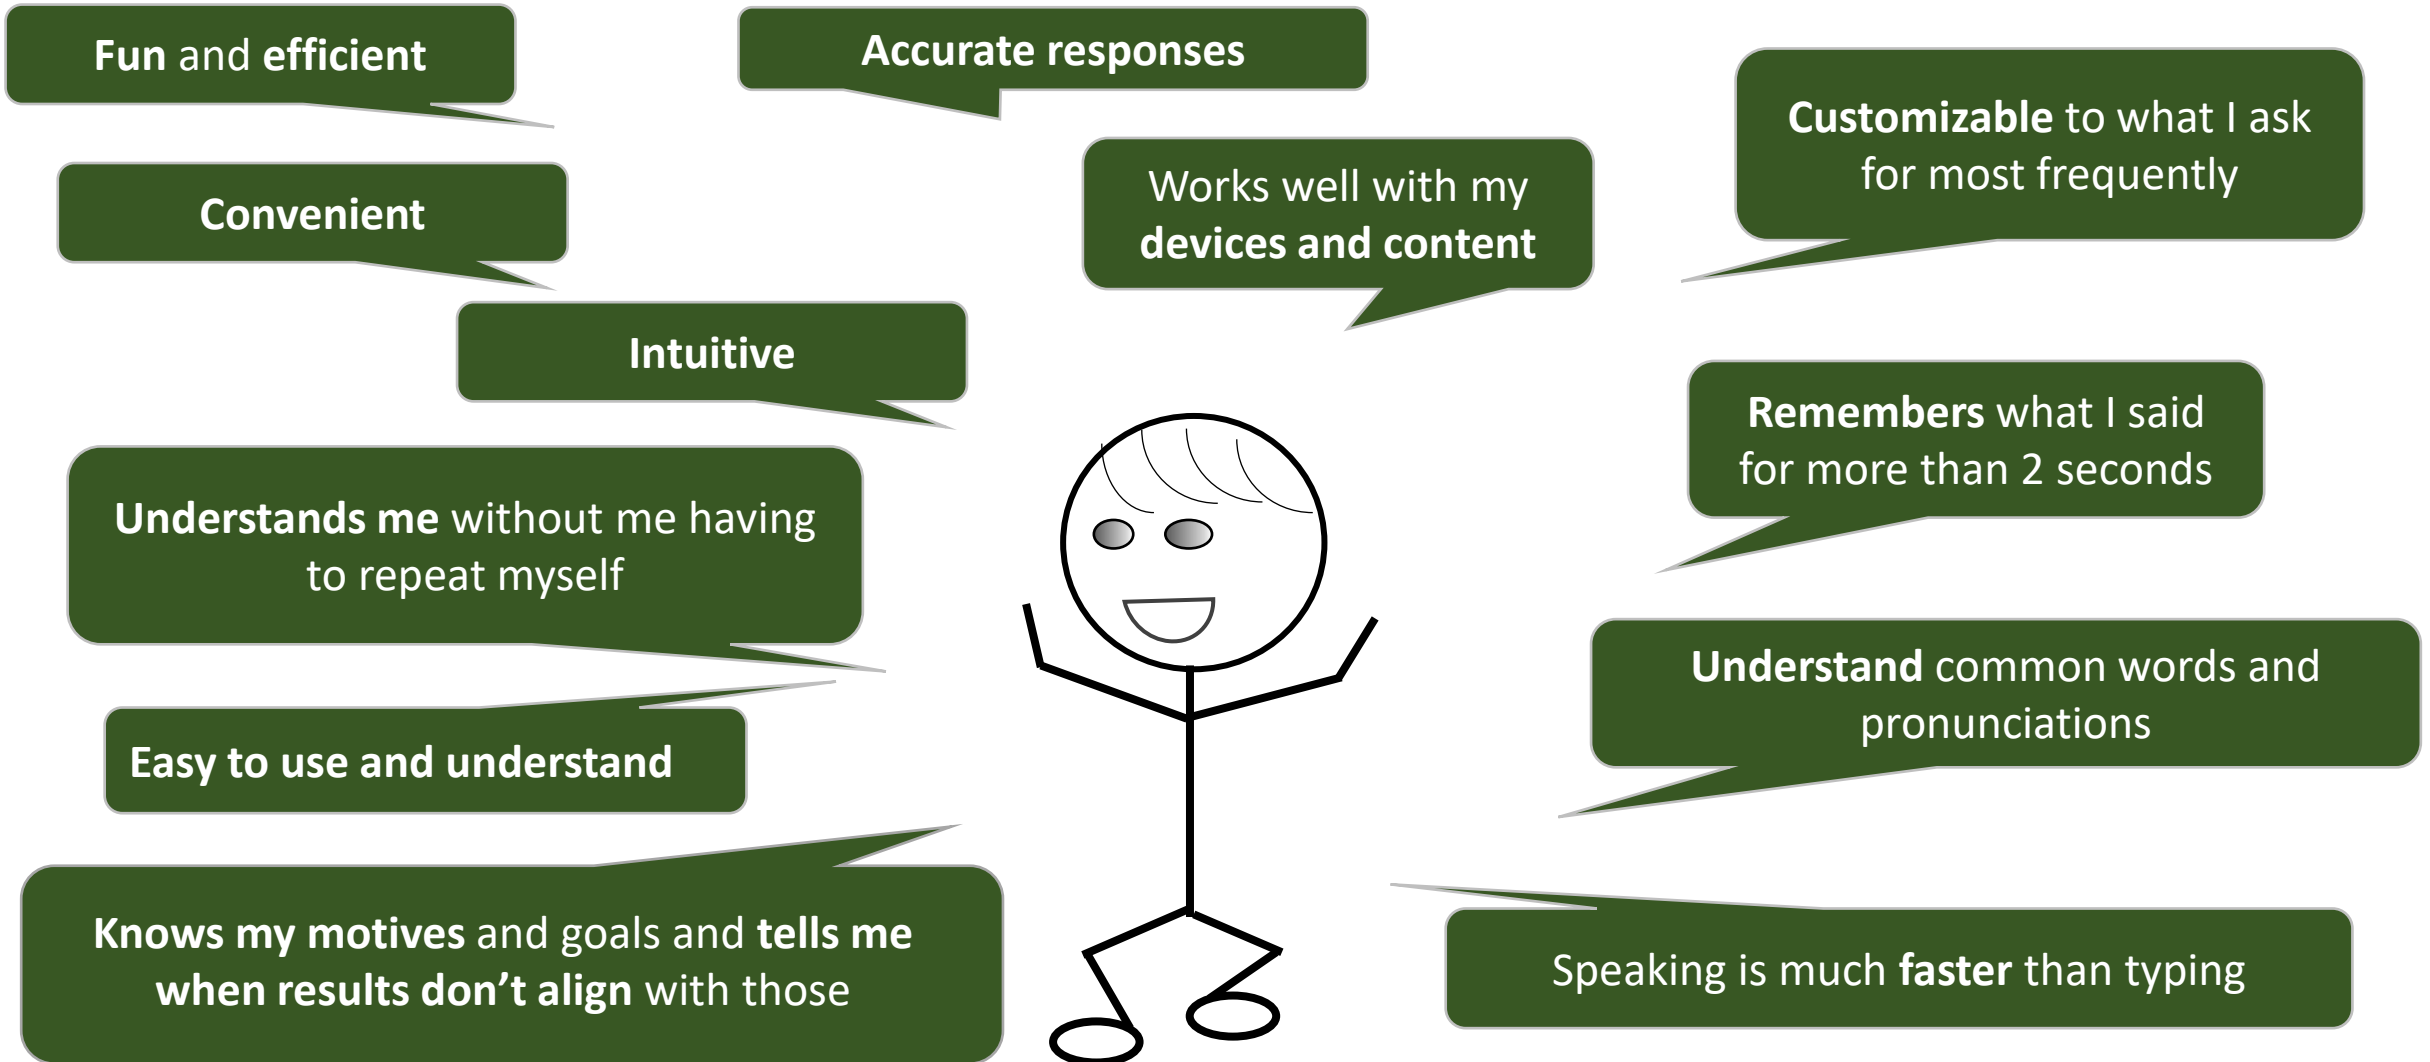 Fun and efficient
Accurate responses
Customizable to what I ask
for most frequently
Convenient
Works well with my
devices and content
Intuitive
Remembers what I said
for more than 2 seconds
Understands me without me having
to repeat myself
Understand common words and
pronunciations
Easy to use and understand
Knows my motives and goals and tells me
when results don’t align with those
Speaking is much faster than typing